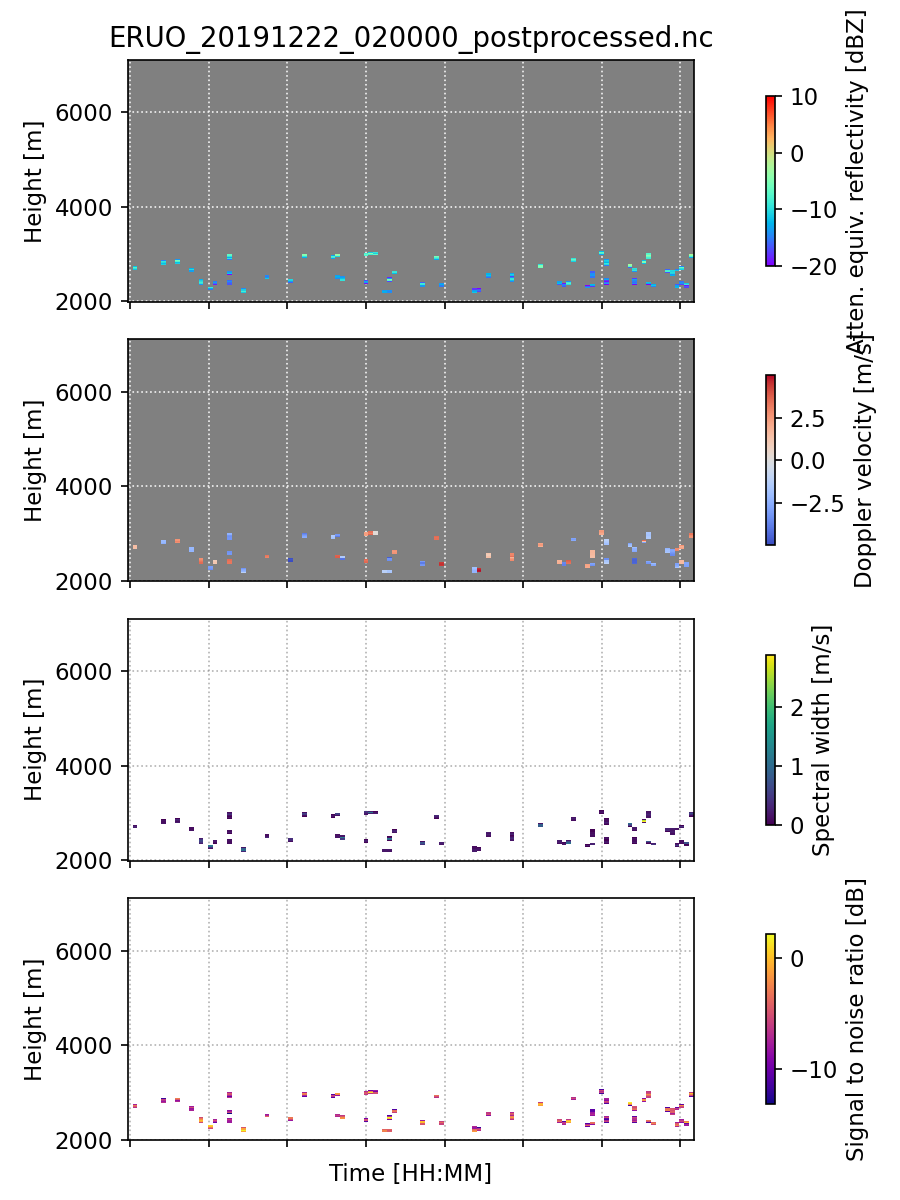 ERUO_20191222_020000_postprocessed.nc
Height [m]
6000
4000
2000
10
0
−10
−20
Atten. equiv. reflectivity [dBZ]
Height [m]
6000
4000
2000
2.5
0.0
−2.5
Doppler velocity [m/s]
Height [m]
6000
4000
2000
2
1
0
Spectral width [m/s]
Height [m]
6000
4000
2000
0
−10
Signal to noise ratio [dB]
Time [HH:MM]